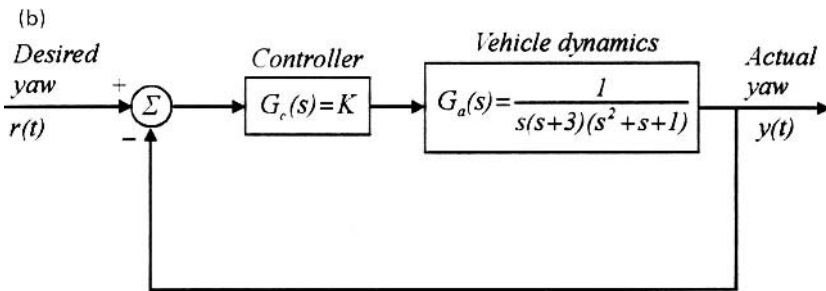 (b)
Desired
yaw
r(t)
+
−
Σ
Controller
G_c(s)=K
Vehicle dynamics
G_a(s)= 1 / s(s+3)(s²+s+1)
Actual
yaw
y(t)